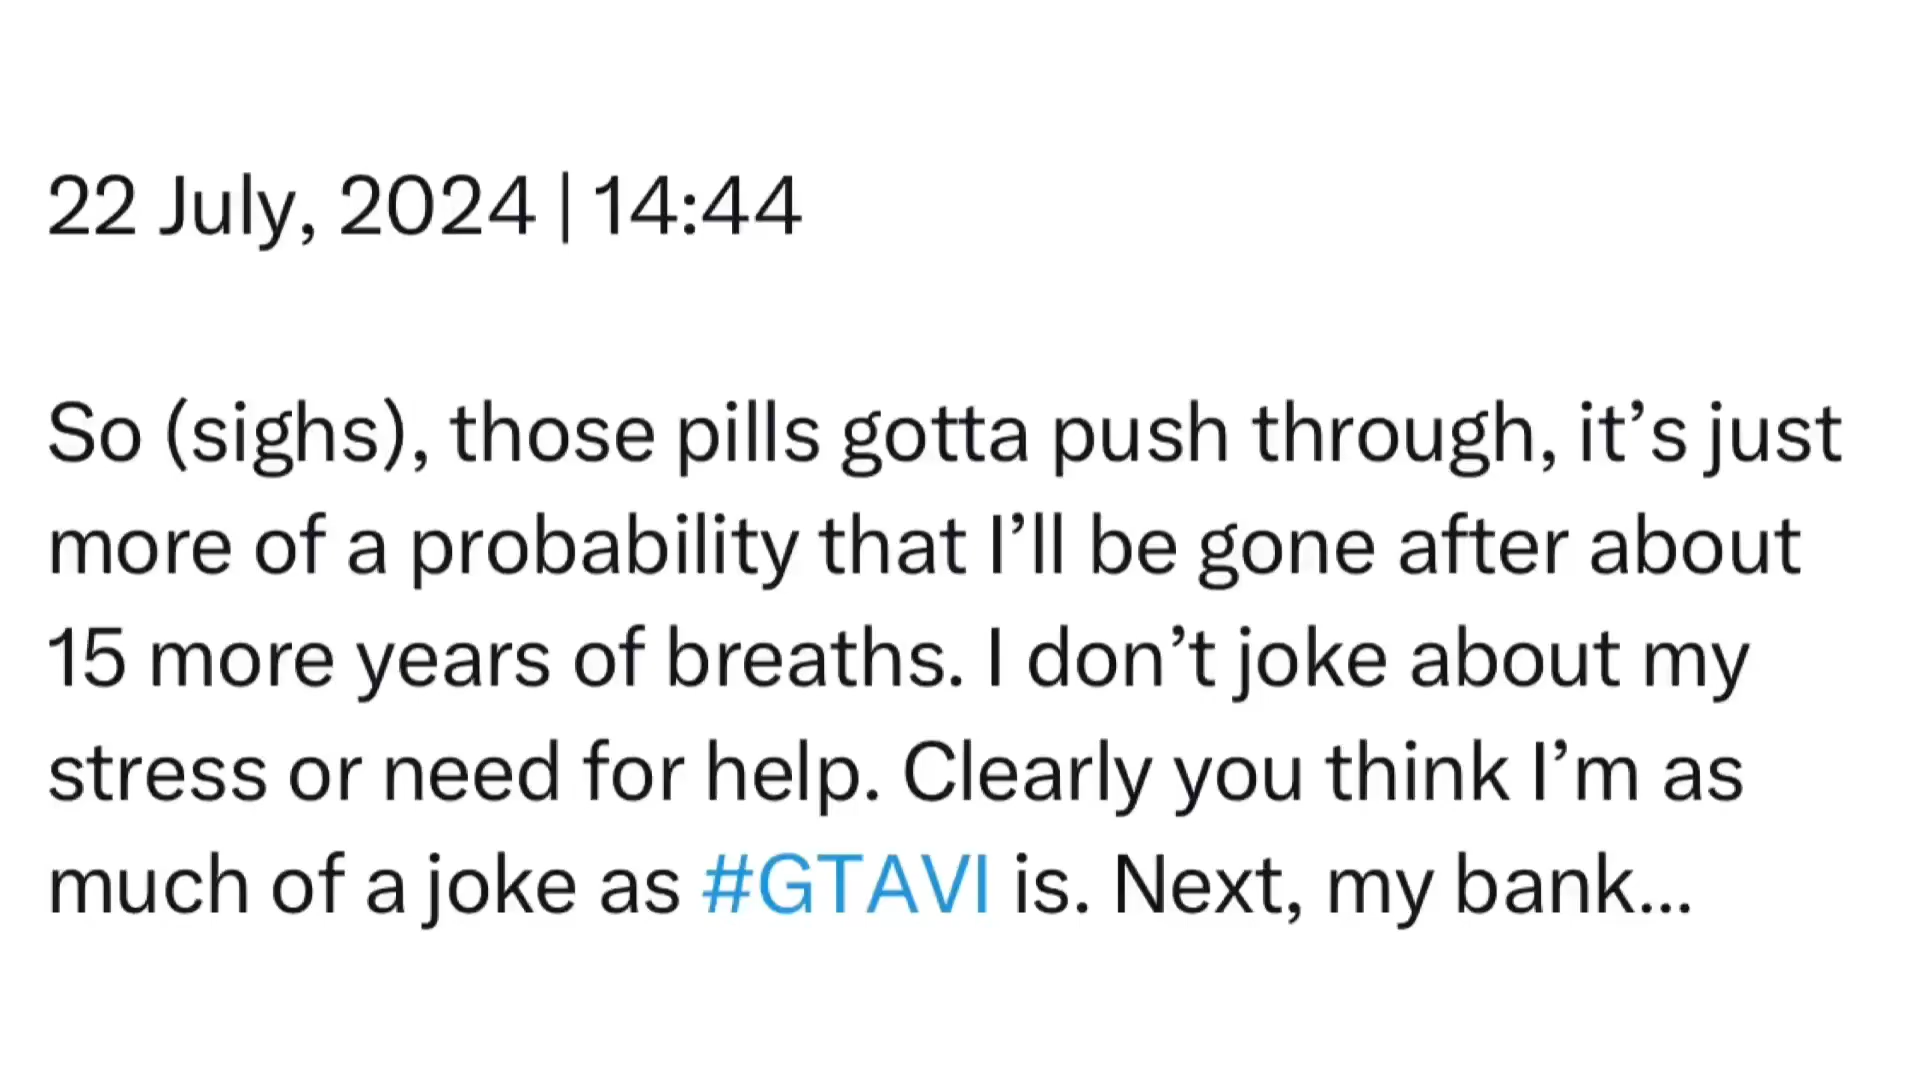 22 July, 2024 | 14:44
So (sighs), those pills gotta push through, it’s just
more of a probability that I’ll be gone after about
15 more years of breaths. I don’t joke about my
stress or need for help. Clearly you think I’m as
much of a joke as #GTAVI is. Next, my bank...